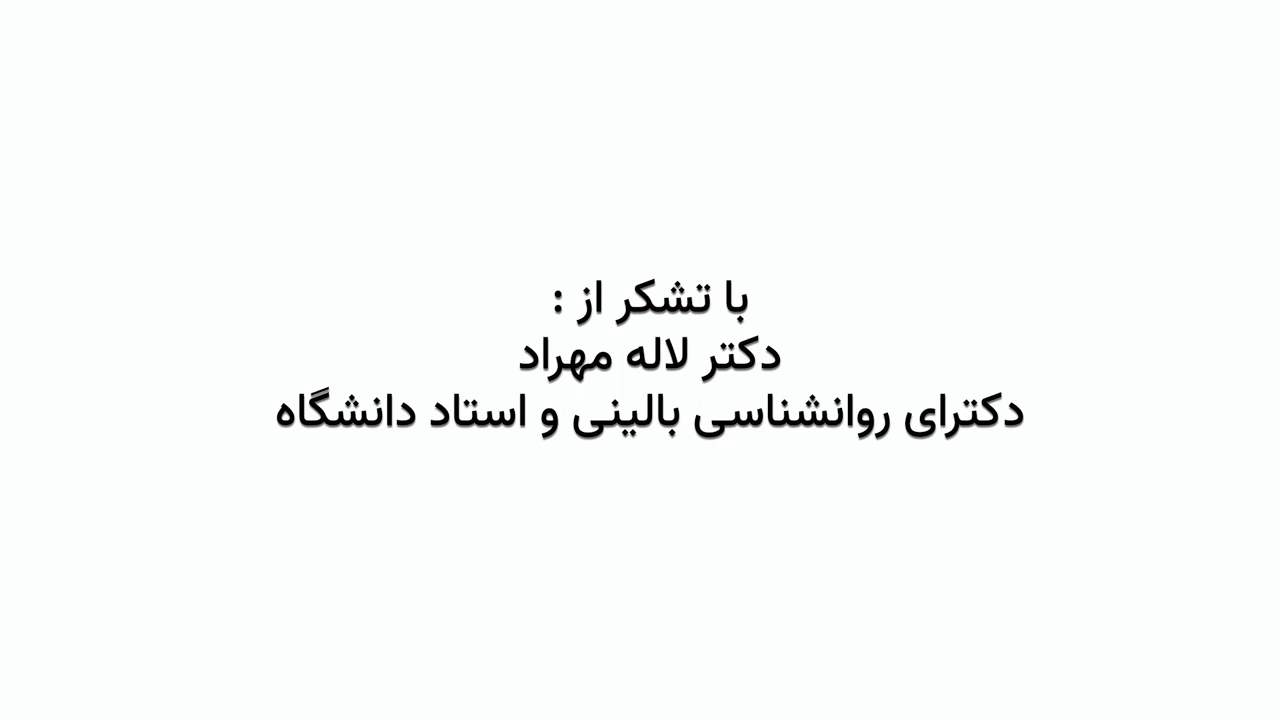 با تشکر از :
دکتر لاله مهراد
دکترای روانشناسی بالینی و استاد دانشگاه